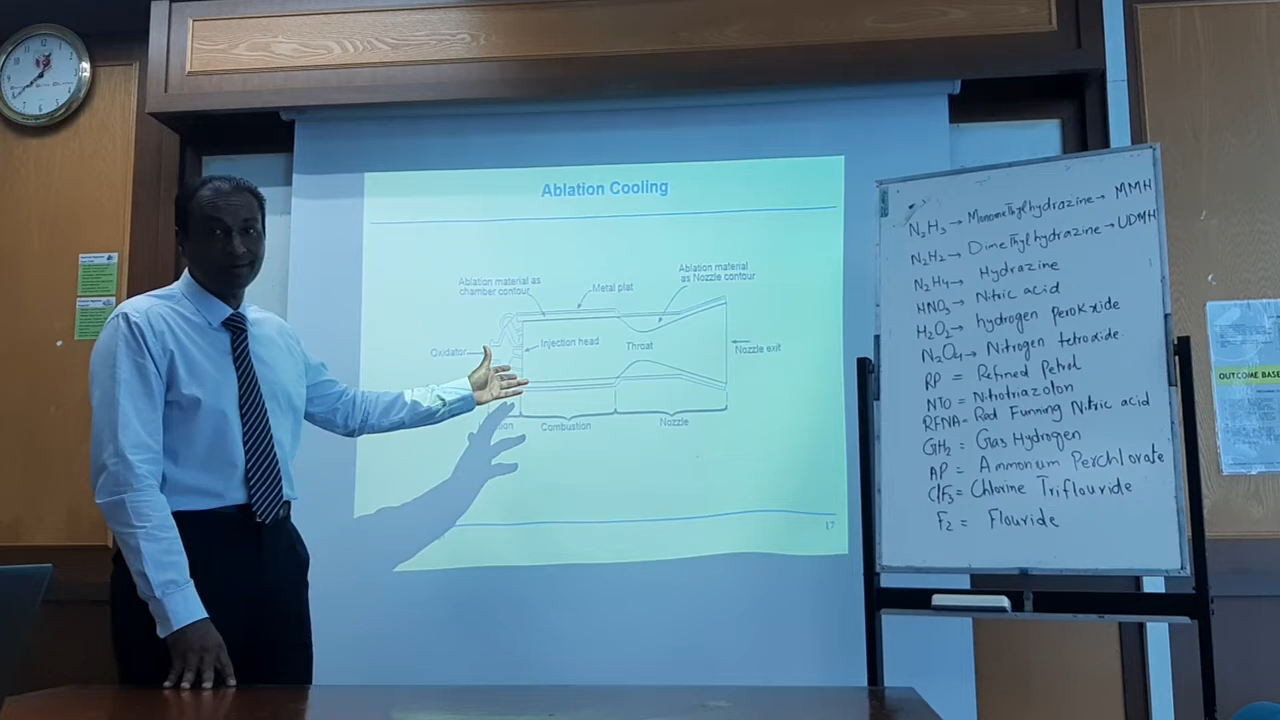 Ablation Cooling
Ablation material as
chamber contour
Metal plat
Ablation material
as Nozzle contour
Oxidator
Injection head
Throat
Nozzle exit
Combustion
Nozzle
17
N₂H₃ → Monomethylhydrazine → MMH
N₂H₂ → Dimethylhydrazine → UDMH
N₂H₄ → Hydrazine
HNO₃ → Nitric acid
H₂O₂ → hydrogen perokxide
N₂O₄ → Nitrogen tetroxide
RP = Refined Petrol
NTO = Nitrotriazolon
RFNA = Red Fumning Nitric acid
GH₂ = Gas Hydrogen
AP = Ammonum Perchlorate
ClF₃ = Chlorine Triflouride
F₂ = Flouride
OUTCOME BASE